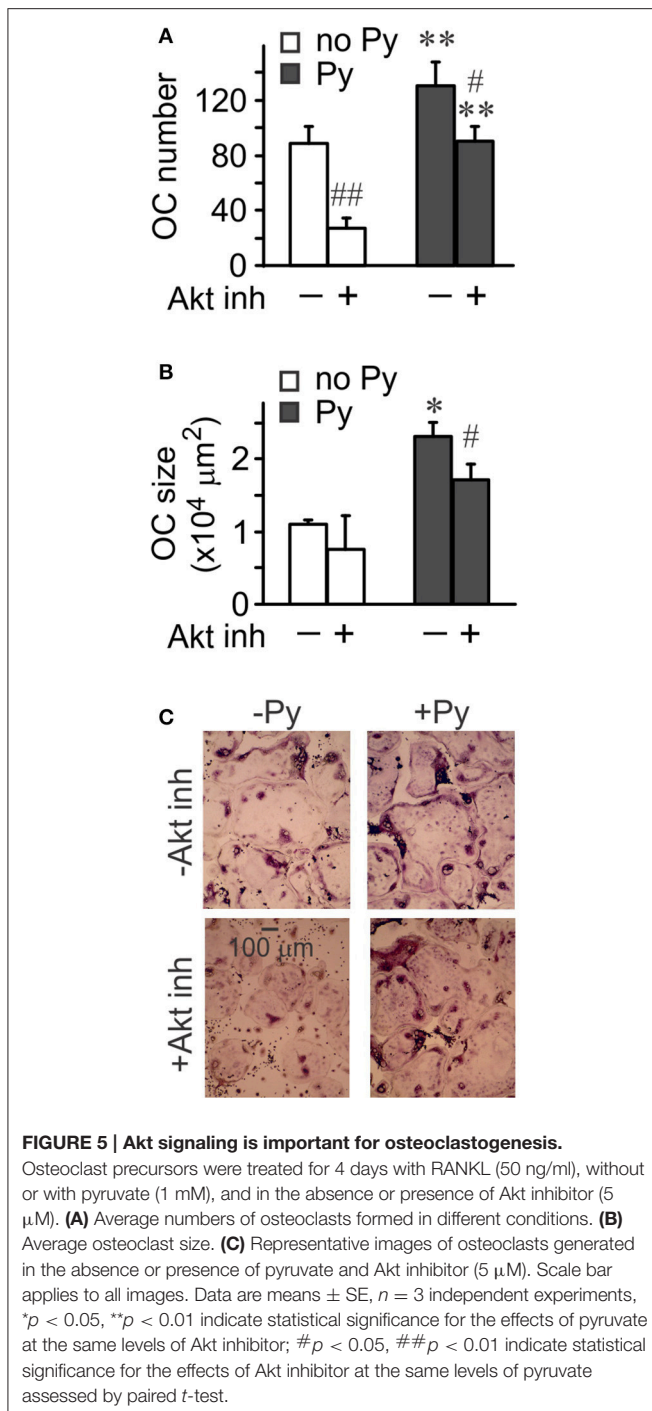 A
no Py
Py
OC number
120
80
40
0
**
#
**
##
Akt inh − + − +
B
no Py
Py
OC size
(x10⁴ μm²)
2
1
0
*
#
Akt inh − + − +
C
-Py +Py
-Akt inh
+Akt inh
100 μm
FIGURE 5 | Akt signaling is important for osteoclastogenesis.
Osteoclast precursors were treated for 4 days with RANKL (50 ng/ml), without
or with pyruvate (1 mM), and in the absence or presence of Akt inhibitor (5
μM). (A) Average numbers of osteoclasts formed in different conditions. (B)
Average osteoclast size. (C) Representative images of osteoclasts generated
in the absence or presence of pyruvate and Akt inhibitor (5 μM). Scale bar
applies to all images. Data are means ± SE, n = 3 independent experiments,
*p < 0.05, **p < 0.01 indicate statistical significance for the effects of pyruvate
at the same levels of Akt inhibitor; #p < 0.05, ##p < 0.01 indicate statistical
significance for the effects of Akt inhibitor at the same levels of pyruvate
assessed by paired t-test.